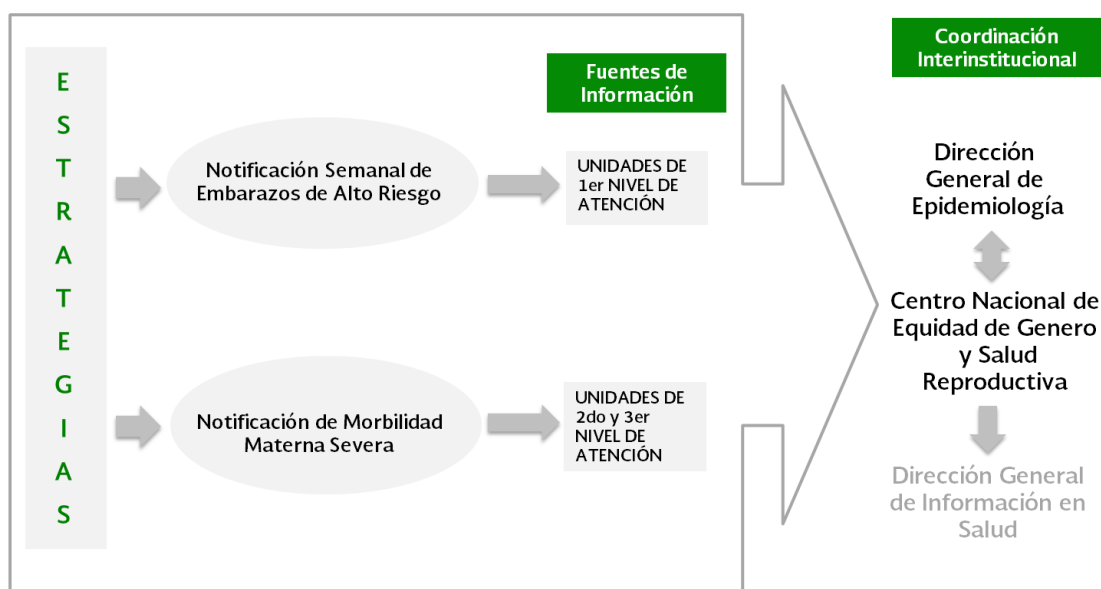 ESTRATEGIAS
Fuentes de
Información
Notificación Semanal de
Embarazos de Alto Riesgo
UNIDADES DE
1er NIVEL DE
ATENCIÓN
Notificación de Morbilidad
Materna Severa
UNIDADES DE
2do y 3er
NIVEL DE
ATENCIÓN
Coordinación
Interinstitucional
Dirección
General de
Epidemiología
Centro Nacional de
Equidad de Genero
y Salud
Reproductiva
Dirección General
de Información en
Salud